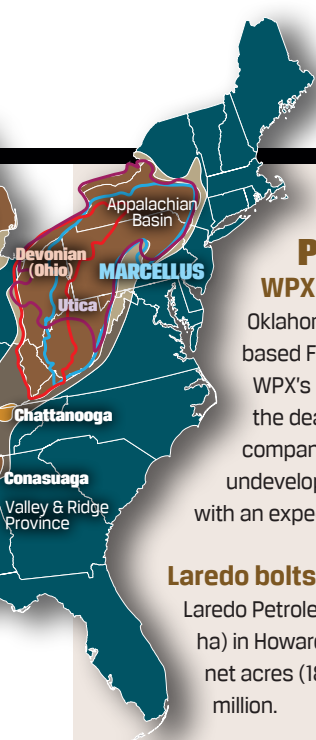 Appalachian
Basin
Devonian
(Ohio)
MARCELLUS
Utica
Chattanooga
Conasuaga
Valley & Ridge
Province
P
WPX
Oklahor
based F
WPX's
the dea
compan
undevelop
with an expe
Laredo bolts
Laredo Petrole
ha) in Howar
net acres (18
million.